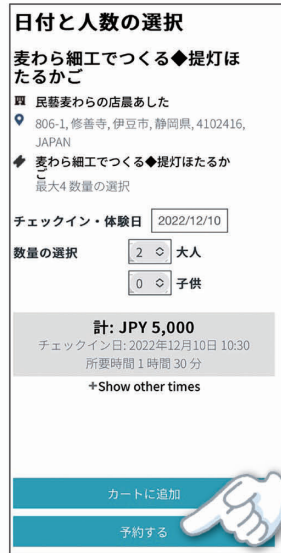 日付と人数の選択
麦わら細工でつくる◆提灯ほ
たるかご
民藝麦わらの店晨あした
806-1, 修善寺, 伊豆市, 静岡県, 4102416,
JAPAN
麦わら細工でつくる◆提灯ほたるか
ご
最大4 数量の選択
チェックイン・体験日 2022/12/10
数量の選択 2 大人
0 子供
計: JPY 5,000
チェックイン日: 2022年12月10日 10:30
所要時間 1 時間 30 分
+Show other times
カートに追加
予約する